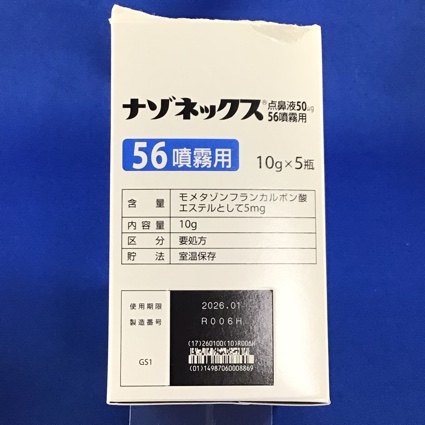 ナゾネックス®点鼻液50μg
56噴霧用
56噴霧用
10g×5瓶
含量 モメタゾンフランカルボン酸
エステルとして5mg
内容量 10g
区分 要処方
貯法 室温保存
使用期限 2026.01
製造番号 R006H
(17)260100(10)R006H
GS1
(01)14987060008869